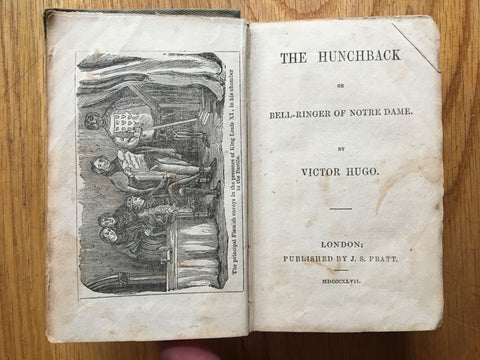 The principal Flemish envoys in the presence of King Louis XI, in his chamber
in the Bastile.
THE HUNCHBACK
OR
BELL-RINGER OF NOTRE DAME.
BY
VICTOR HUGO.
LONDON:
PUBLISHED BY J. S. PRATT.
MDCCCXLVII.